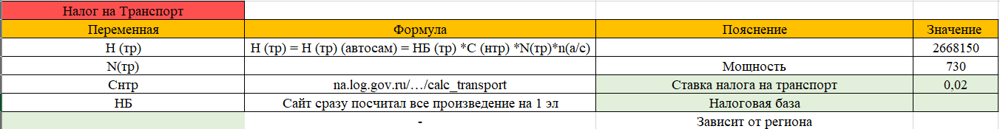 Налог на Транспорт
Переменная Формула Пояснение Значение
Н (тр) Н (тр) = Н (тр) (автосам) = НБ (тр) *С (нтр) *N(тр)*n(а/с) 2668150
N(тр) Мощность 730
Снтр na.log.gov.ru/…/calc_transport Ставка налога на транспорт 0,02
НБ Сайт сразу посчитал все произведение на 1 эл Налоговая база
- Зависит от региона